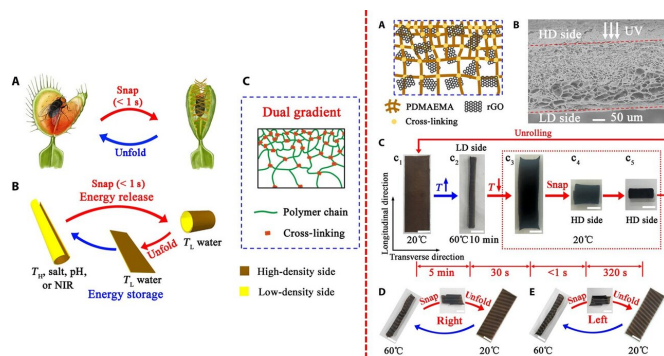 A
Snap
(< 1 s)
Unfold
B
Snap (< 1 s)
Energy release
Unfold
TL water
TH, salt, pH,
or NIR
TL water
Energy storage
C
Dual gradient
Polymer chain
Cross-linking
High-density side
Low-density side
A
PDMAEMA
rGO
Cross-linking
B
HD side
UV
LD side
50 um
Unrolling
C
Longitudinal direction
Transverse direction
C1
20℃
T
C2
LD side
60℃ 10 min
T
C3
Snap
C4
HD side
C5
HD side
20℃
5 min
30 s
<1 s
320 s
D
Snap
Unfold
Right
60℃
20℃
E
Snap
Unfold
Left
60℃
20℃